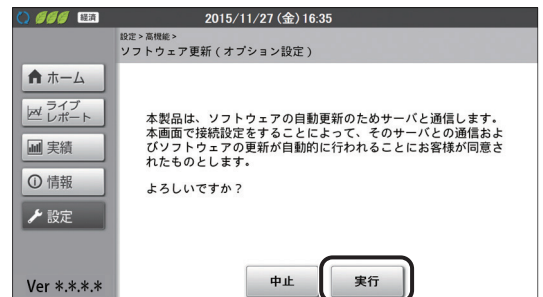 経済
2015/11/27 (金) 16:35
設定 > 高機能 >
ソフトウェア更新 ( オプション設定 )
ホーム
ライブ
レポート
実績
情報
設定
Ver *.*.*.*
本製品は、ソフトウェアの自動更新のためサーバと通信します。
本画面で接続設定をすることによって、そのサーバとの通信およ
びソフトウェアの更新が自動的に行われることにお客様が同意さ
れたものとします。
よろしいですか？
中止
実行